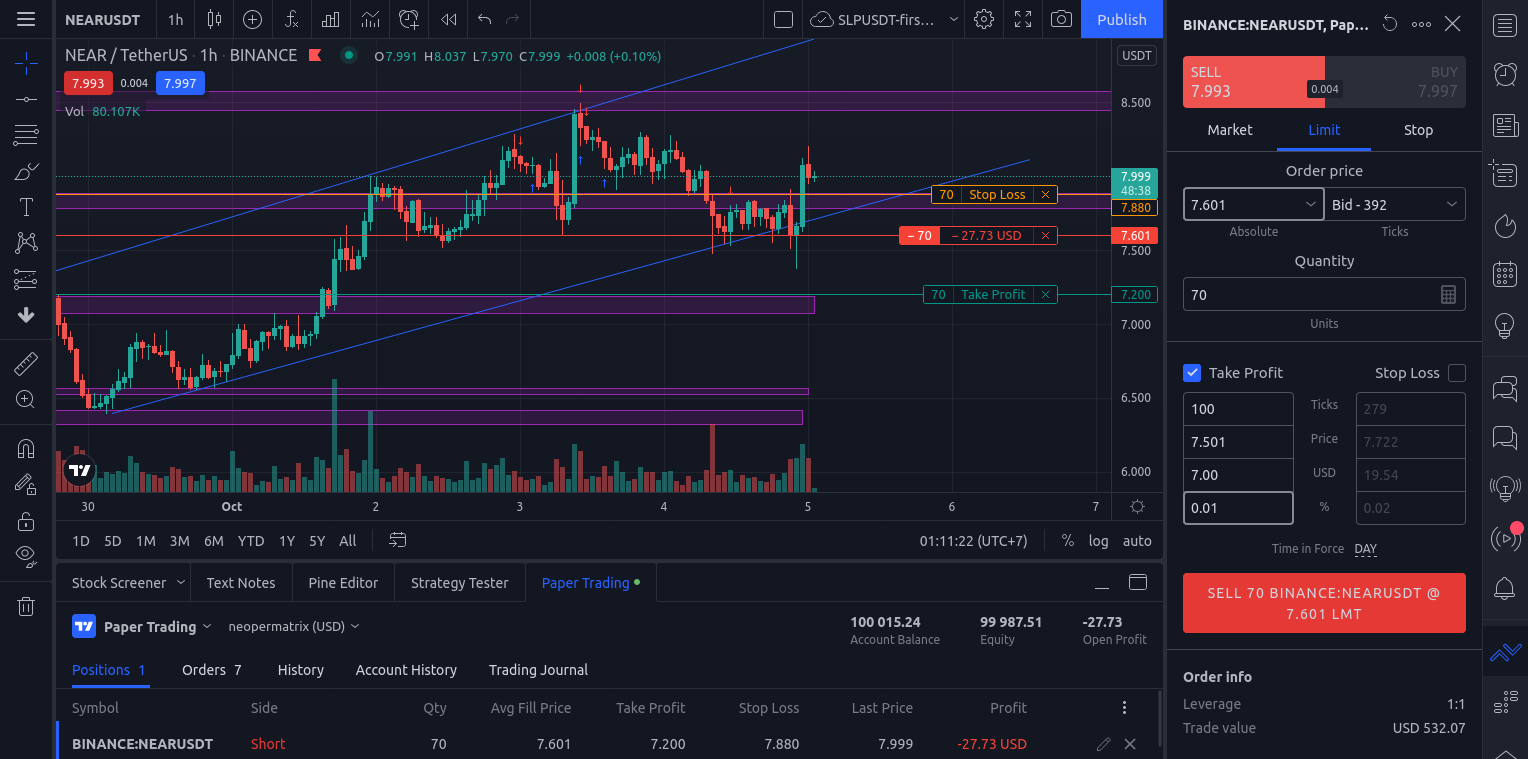 NEARUSDT 1h SLPUSDT-firs... Publish
NEAR / TetherUS · 1h · BINANCE O7.991 H8.037 L7.970 C7.999 +0.008 (+0.10%) USDT
7.993 0.004 7.997
Vol 80.107K
8.500
7.999
48:38
70 Stop Loss
7.880
−70 −27.73 USD 7.601
7.500
70 Take Profit 7.200
7.000
6.500
6.000
30 Oct 2 3 4 5 6 7
1D 5D 1M 3M 6M YTD 1Y 5Y All 01:11:22 (UTC+7) % log auto
Stock Screener Text Notes Pine Editor Strategy Tester Paper Trading
Paper Trading neopermatrix (USD)
100 015.24 99 987.51 -27.73
Account Balance Equity Open Profit
Positions 1 Orders 7 History Account History Trading Journal
Symbol Side Qty Avg Fill Price Take Profit Stop Loss Last Price Profit
BINANCE:NEARUSDT Short 70 7.601 7.200 7.880 7.999 -27.73 USD
BINANCE:NEARUSDT, Pap...
SELL BUY
7.993 0.004 7.997
Market Limit Stop
Order price
7.601 Bid - 392
Absolute Ticks
Quantity
70
Units
Take Profit Stop Loss
100 Ticks 279
7.501 Price 7.722
7.00 USD 19.54
0.01 % 0.02
Time in Force DAY
SELL 70 BINANCE:NEARUSDT @
7.601 LMT
Order info
Leverage 1:1
Trade value USD 532.07